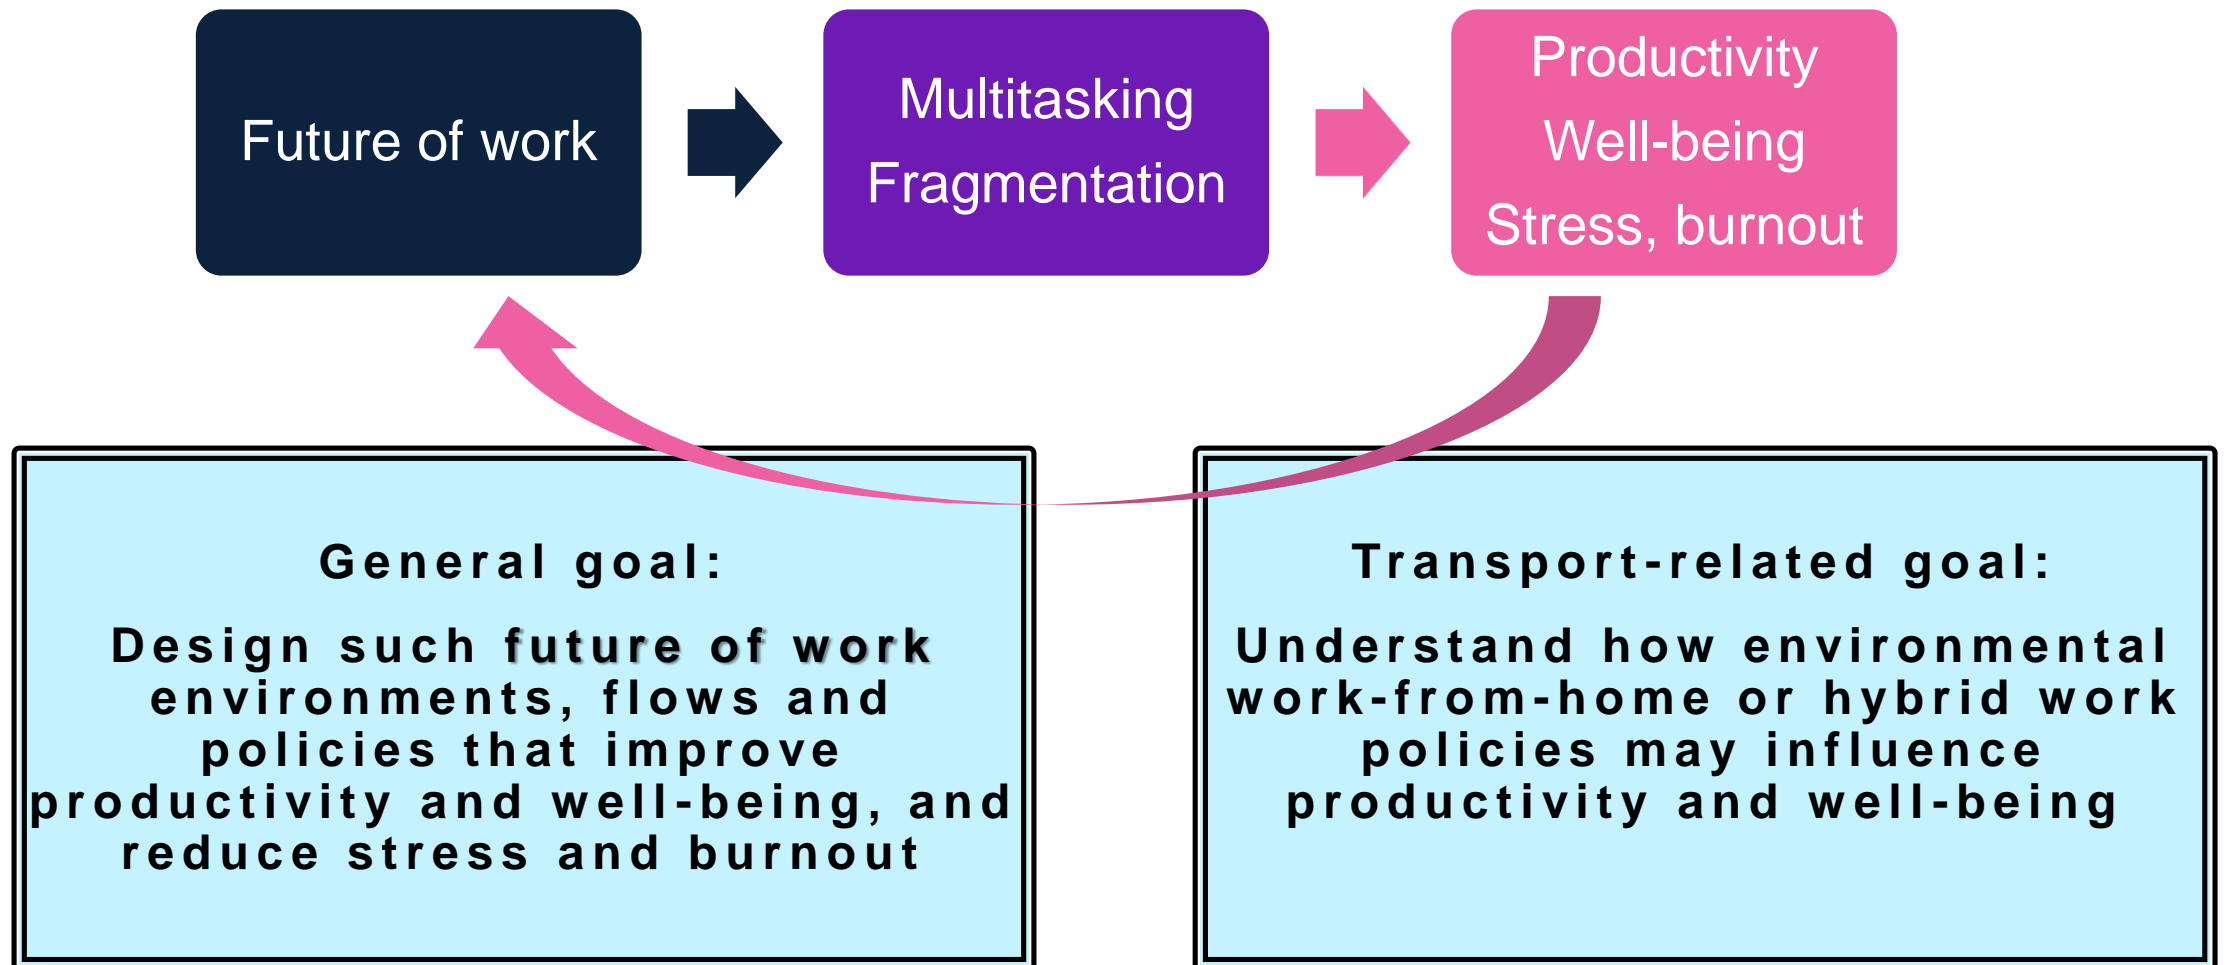 Future of work
Multitasking
Fragmentation
Productivity
Well-being
Stress, burnout
General goal:
Design such future of work
environments, flows and
policies that improve
productivity and well-being, and
reduce stress and burnout
Transport-related goal:
Understand how environmental
work-from-home or hybrid work
policies may influence
productivity and well-being